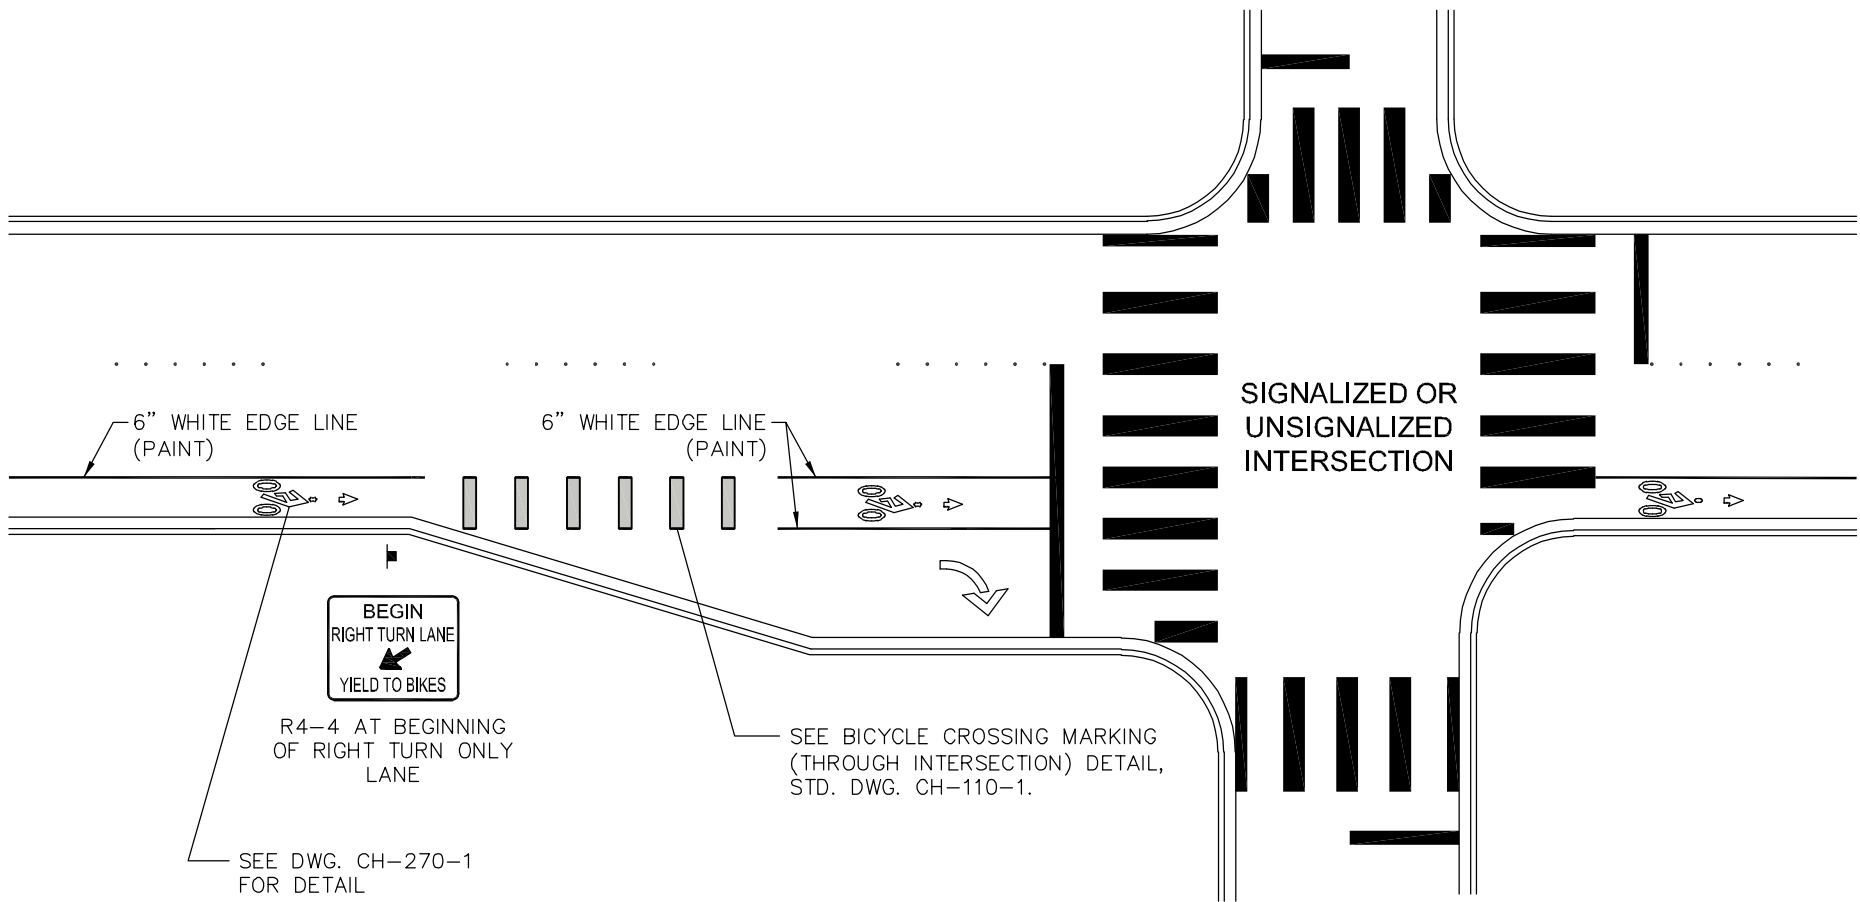 SIGNALIZED OR
UNSIGNALIZED
INTERSECTION
6” WHITE EDGE LINE
(PAINT)
6” WHITE EDGE LINE
(PAINT)
BEGIN
RIGHT TURN LANE
YIELD TO BIKES
R4–4 AT BEGINNING
OF RIGHT TURN ONLY
LANE
SEE BICYCLE CROSSING MARKING
(THROUGH INTERSECTION) DETAIL,
STD. DWG. CH–110–1.
SEE DWG. CH–270–1
FOR DETAIL